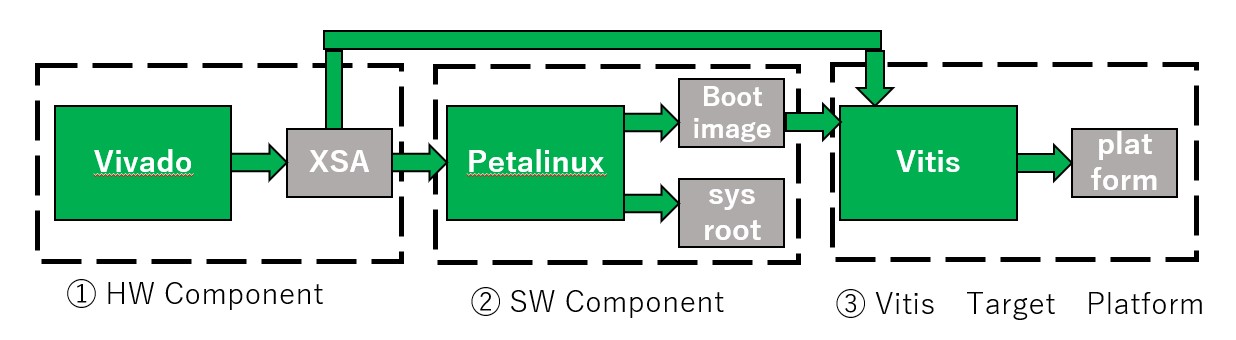 Vivado
XSA
Petalinux
Boot
image
sys
root
Vitis
plat
form
① HW Component
② SW Component
③ Vitis Target Platform